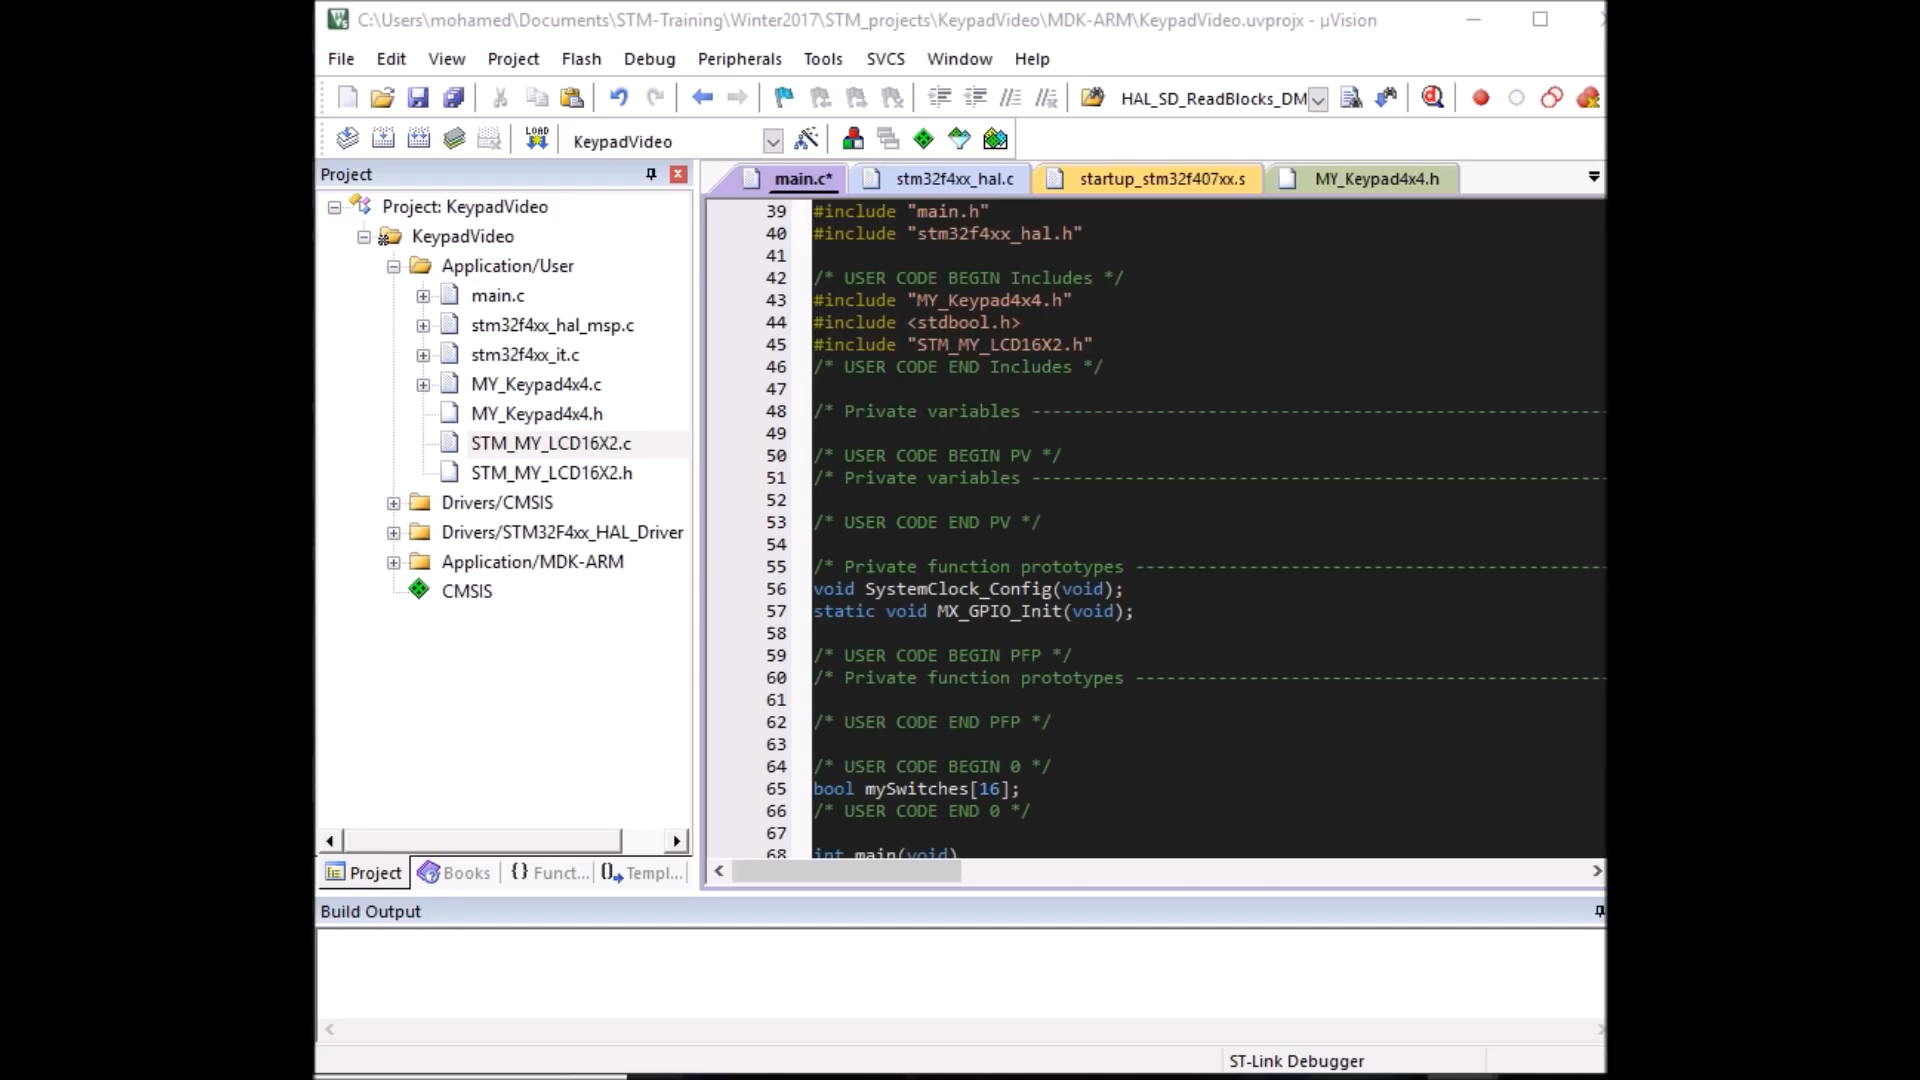 C:\Users\mohamed\Documents\STM-Training\Winter2017\STM_projects\KeypadVideo\MDK-ARM\KeypadVideo.uvprojx - µVision
File Edit View Project Flash Debug Peripherals Tools SVCS Window Help
HAL_SD_ReadBlocks_DM
LOAD KeypadVideo
Project
Project: KeypadVideo
KeypadVideo
Application/User
main.c
stm32f4xx_hal_msp.c
stm32f4xx_it.c
MY_Keypad4x4.c
MY_Keypad4x4.h
STM_MY_LCD16X2.c
STM_MY_LCD16X2.h
Drivers/CMSIS
Drivers/STM32F4xx_HAL_Driver
Application/MDK-ARM
CMSIS
Project Books {} Funct... Templ...
main.c* stm32f4xx_hal.c startup_stm32f407xx.s MY_Keypad4x4.h
39 #include "main.h"
40 #include "stm32f4xx_hal.h"
41
42 /* USER CODE BEGIN Includes */
43 #include "MY_Keypad4x4.h"
44 #include <stdbool.h>
45 #include "STM_MY_LCD16X2.h"
46 /* USER CODE END Includes */
47
48 /* Private variables ---------------------------------------------------------
49
50 /* USER CODE BEGIN PV */
51 /* Private variables ---------------------------------------------------------
52
53 /* USER CODE END PV */
54
55 /* Private function prototypes -----------------------------------------------
56 void SystemClock_Config(void);
57 static void MX_GPIO_Init(void);
58
59 /* USER CODE BEGIN PFP */
60 /* Private function prototypes -----------------------------------------------
61
62 /* USER CODE END PFP */
63
64 /* USER CODE BEGIN 0 */
65 bool mySwitches[16];
66 /* USER CODE END 0 */
67
68 int main(void)
Build Output
ST-Link Debugger